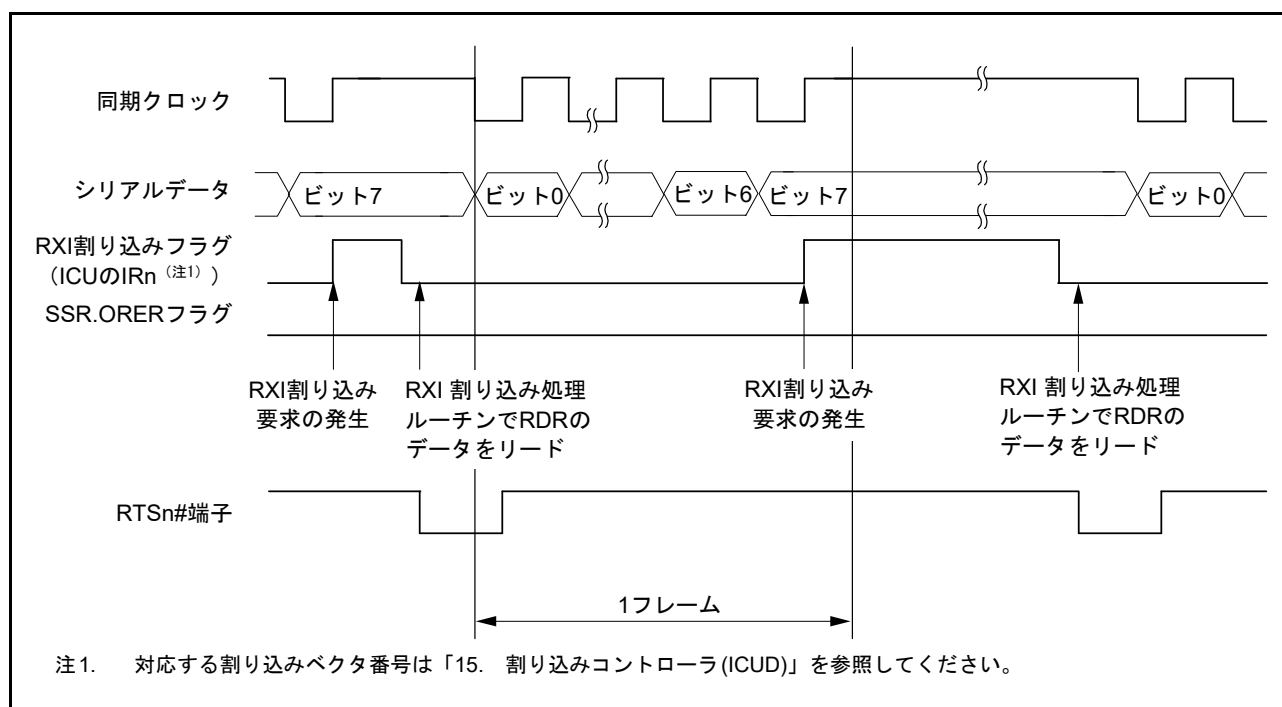 同期クロック
シリアルデータ
ビット7
ビット0
ビット6
ビット7
ビット0
RXI割り込みフラグ
（ICUのIRn（注1））
SSR.ORERフラグ
RXI割り込み
要求の発生
RXI 割り込み処理
ルーチンでRDRの
データをリード
RXI割り込み
要求の発生
RXI 割り込み処理
ルーチンでRDRの
データをリード
RTSn#端子
1フレーム
注1. 対応する割り込みベクタ番号は「15. 割り込みコントローラ(ICUD)」を参照してください。